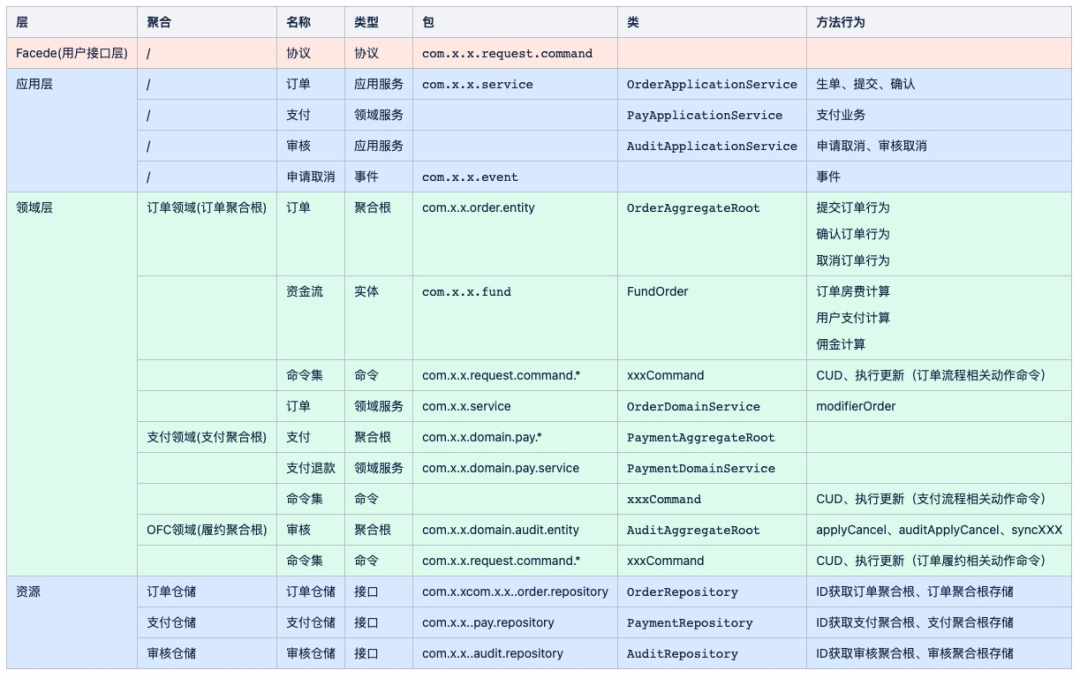 层 聚合 名称 类型 包 类 方法行为
Facede(用户接口层) / 协议 协议 com.x.x.request.command
应用层 / 订单 应用服务 com.x.x.service OrderApplicationService 生单、提交、确认
/ 支付 领域服务 PayApplicationService 支付业务
/ 审核 应用服务 AuditApplicationService 申请取消、审核取消
/ 申请取消 事件 com.x.x.event 事件
领域层 订单领域(订单聚合根) 订单 聚合根 com.x.x.order.entity OrderAggregateRoot 提交订单行为
确认订单行为
取消订单行为
资金流 实体 com.x.x.fund FundOrder 订单房费计算
用户支付计算
佣金计算
命令集 命令 com.x.x.request.command.* xxxCommand CUD、执行更新（订单流程相关动作命令）
订单 领域服务 com.x.x.service OrderDomainService modifierOrder
支付领域(支付聚合根) 支付 聚合根 com.x.x.domain.pay.* PaymentAggregateRoot
支付退款 领域服务 com.x.x.domain.pay.service PaymentDomainService
命令集 命令 xxxCommand CUD、执行更新（支付流程相关动作命令）
OFC领域(履约聚合根) 审核 聚合根 com.x.x.domain.audit.entity AuditAggregateRoot applyCancel、auditApplyCancel、syncXXX
命令集 命令 com.x.x.request.command.* xxxCommand CUD、执行更新（订单履约相关动作命令）
资源 订单仓储 订单仓储 接口 com.x.xcom.x.x..order.repository OrderRepository ID获取订单聚合根、订单聚合根存储
支付仓储 支付仓储 接口 com.x.x..pay.repository PaymentRepository ID获取支付聚合根、支付聚合根存储
审核仓储 审核仓储 接口 com.x.x..audit.repository AuditRepository ID获取审核聚合根、审核聚合根存储